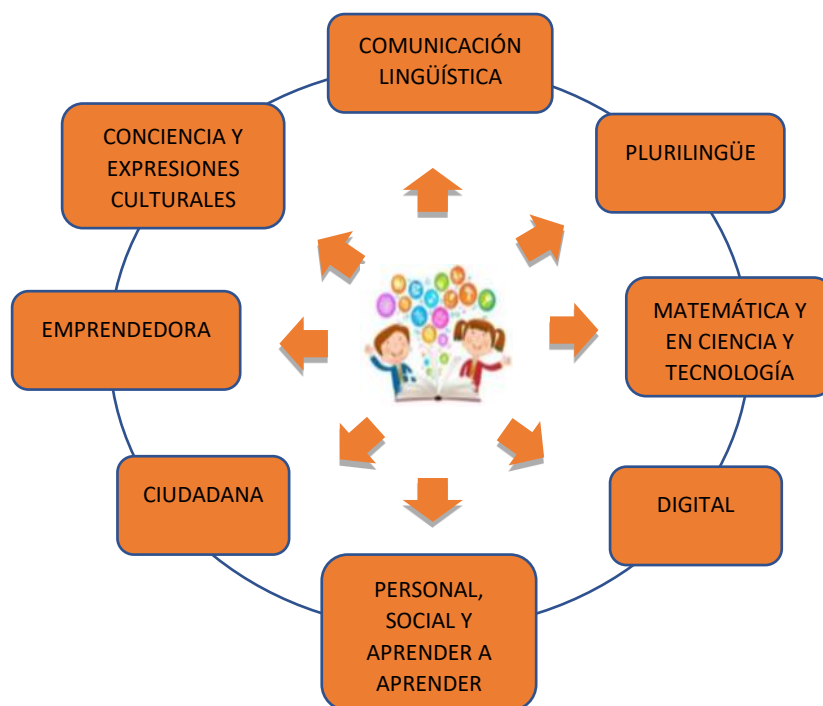 COMUNICACIÓN
LINGÜÍSTICA
PLURILINGÜE
MATEMÁTICA Y
EN CIENCIA Y
TECNOLOGÍA
DIGITAL
PERSONAL,
SOCIAL Y
APRENDER A
APRENDER
CIUDADANA
EMPRENDEDORA
CONCIENCIA Y
EXPRESIONES
CULTURALES